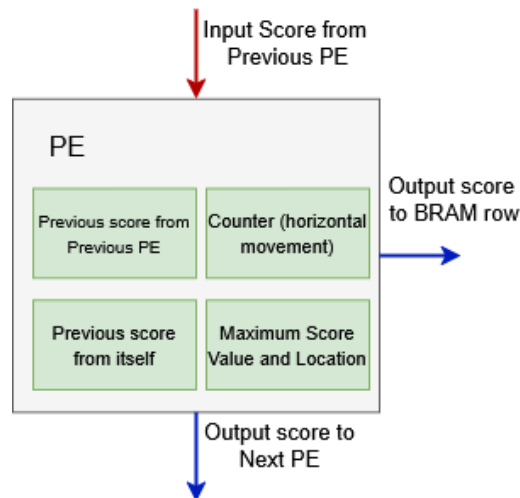 Input Score from
Previous PE
PE
Output score
to BRAM row
Previous score from
Previous PE
Counter (horizontal
movement)
Previous score
from itself
Maximum Score
Value and Location
Output score to
Next PE